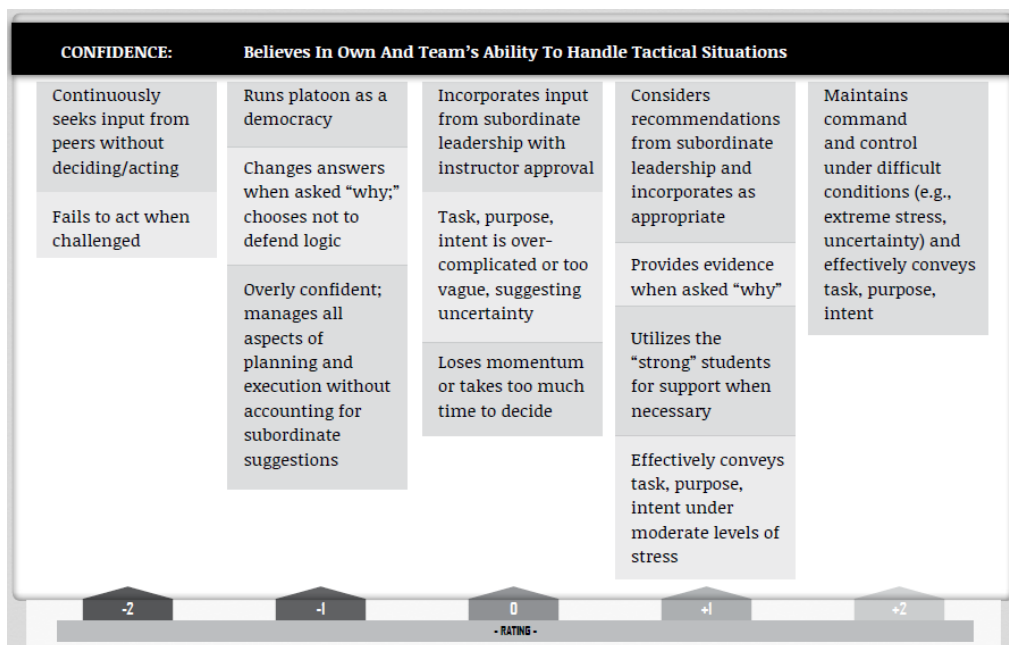 CONFIDENCE: Believes In Own And Team’s Ability To Handle Tactical Situations
Continuously
seeks input from
peers without
deciding/acting
Fails to act when
challenged
Runs platoon as a
democracy
Changes answers
when asked “why;”
chooses not to
defend logic
Overly confident;
manages all
aspects of
planning and
execution without
accounting for
subordinate
suggestions
Incorporates input
from subordinate
leadership with
instructor approval
Task, purpose,
intent is over-
complicated or too
vague, suggesting
uncertainty
Loses momentum
or takes too much
time to decide
Considers
recommendations
from subordinate
leadership and
incorporates as
appropriate
Provides evidence
when asked “why”
Utilizes the
“strong” students
for support when
necessary
Effectively conveys
task, purpose,
intent under
moderate levels of
stress
Maintains
command
and control
under difficult
conditions (e.g.,
extreme stress,
uncertainty) and
effectively conveys
task, purpose,
intent
-2 -1 0 +1 +2
- RATING -